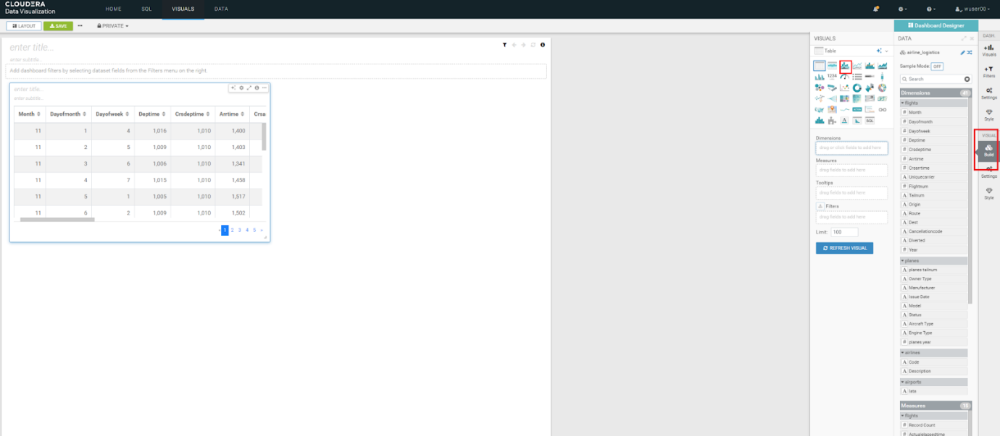 CLOUDERA
Data Visualization
HOME
SQL
VISUALS
DATA
wuser00
LAYOUT
SAVE
PRIVATE
Dashboard Designer
enter title...
enter subtitle...
Add dashboard filters by selecting dataset fields from the Filters menu on the right.
enter title...
enter subtitle...
Month Dayofmonth Dayofweek Deptime Crsdeptime Arrtime Crsa
11 1 4 1,016 1,010 1,400
11 2 5 1,009 1,010 1,403
11 3 6 1,006 1,010 1,341
11 4 7 1,015 1,010 1,458
11 5 1 1,005 1,010 1,517
11 6 2 1,009 1,010 1,502
« 1 2 3 4 5 »
VISUALS
Table
1234
SQL
Dimensions
drag or click fields to add here
Measures
drag fields to add here
Tooltips
drag fields to add here
Filters
drag fields to add here
Limit: 100
REFRESH VISUAL
DATA
airline_logistics
Sample Mode: OFF
Search
Dimensions 41
flights
# Month
# Dayofmonth
# Dayofweek
# Deptime
# Crsdeptime
# Arrtime
# Crsarrtime
A Uniquecarrier
# Flightnum
A Tailnum
A Origin
A Route
A Dest
A Cancellationcode
A Diverted
# Year
planes
A planes tailnum
A Owner Type
A Manufacturer
A Issue Date
A Model
A Status
A Aircraft Type
A Engine Type
# planes year
airlines
A Code
A Description
airports
A Iata
Measures 15
flights
# Record Count
# Actualelapsedtime
DASH.
Visuals
Filters
Settings
Style
VISUAL
Build
Settings
Style